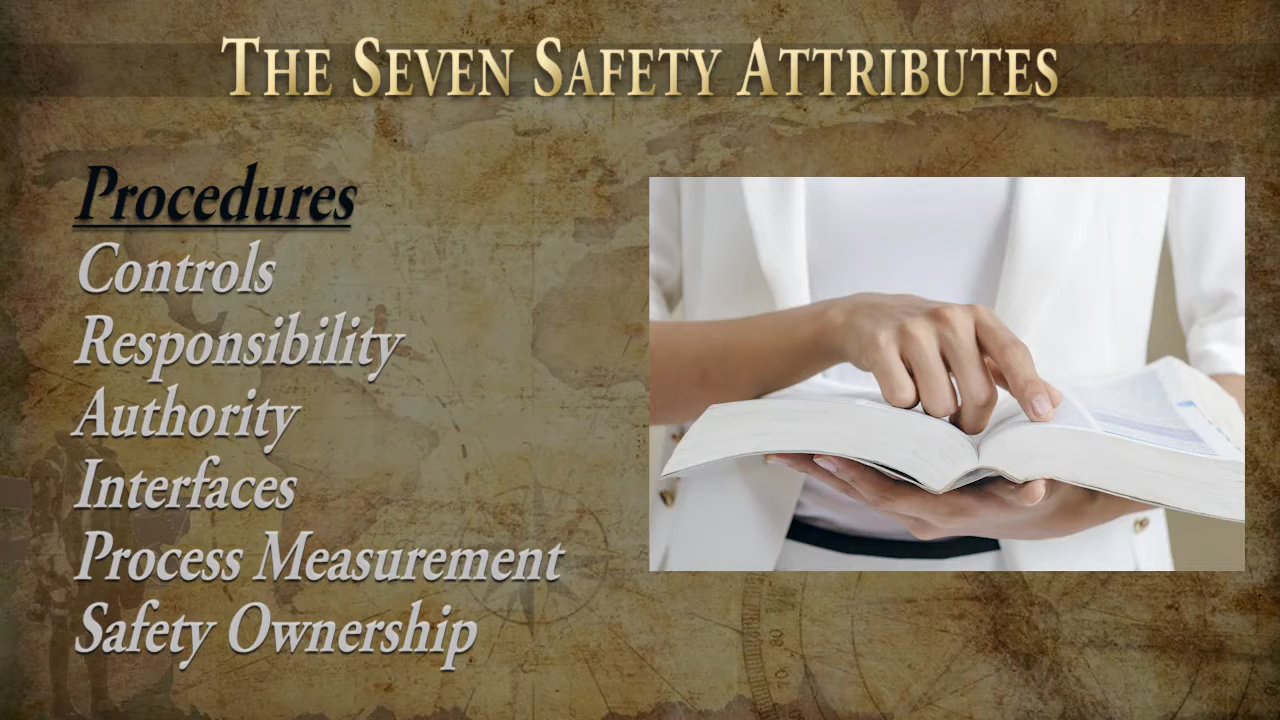 The Seven Safety Attributes
Procedures
Controls
Responsibility
Authority
Interfaces
Process Measurement
Safety Ownership